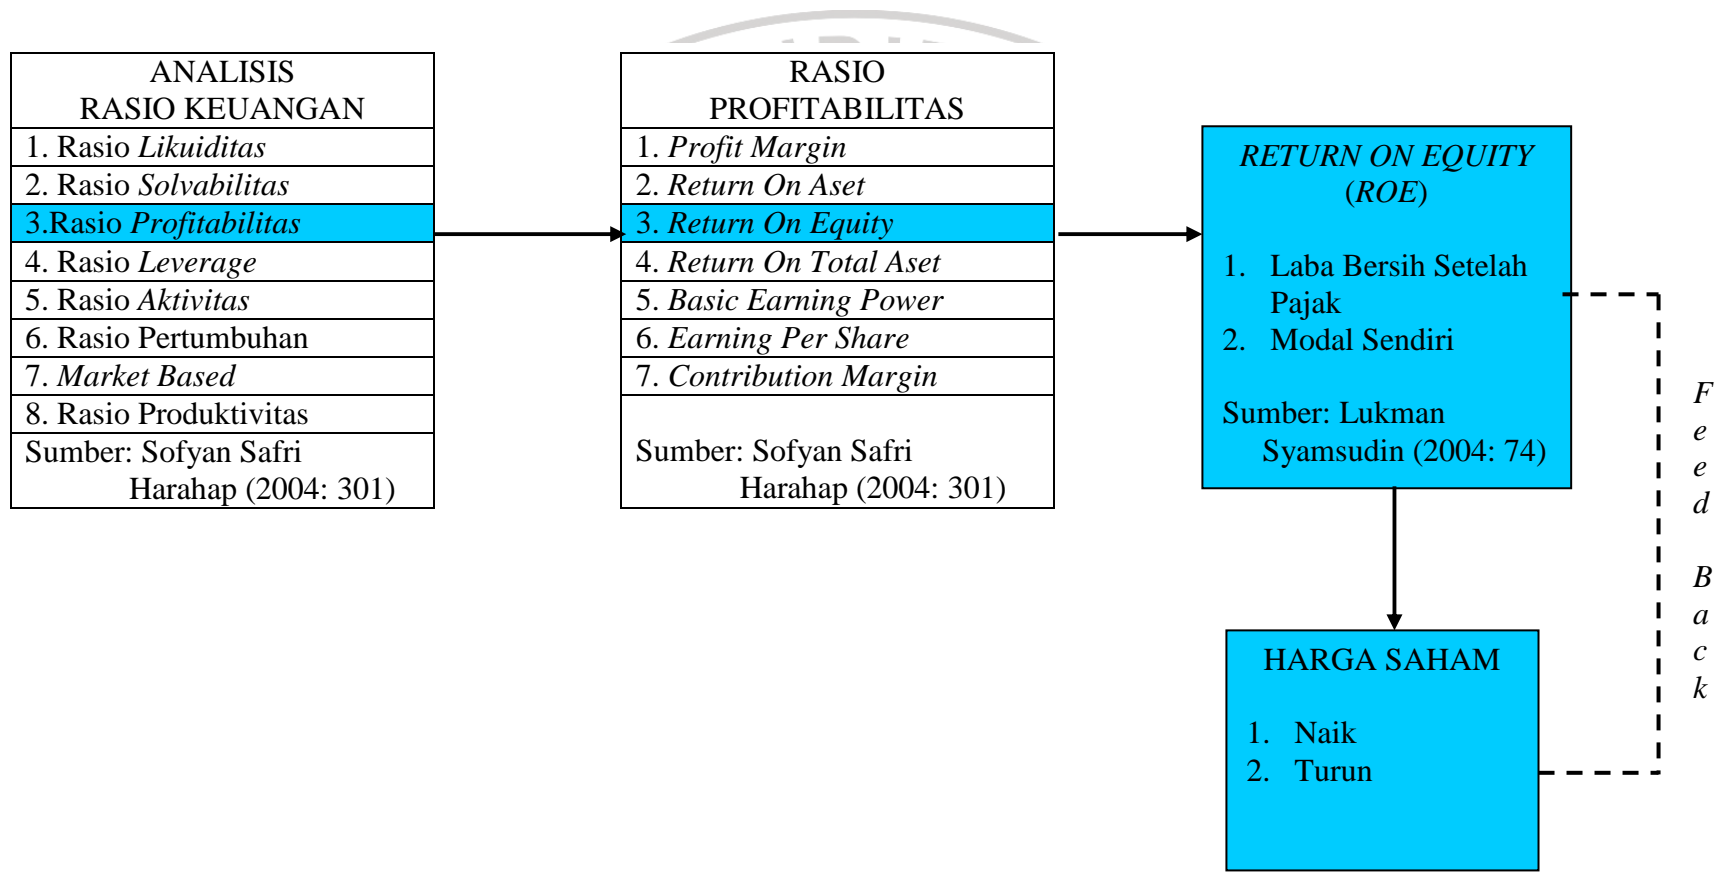 ANALISIS
RASIO KEUANGAN
1. Rasio Likuiditas
2. Rasio Solvabilitas
3.Rasio Profitabilitas
4. Rasio Leverage
5. Rasio Aktivitas
6. Rasio Pertumbuhan
7. Market Based
8. Rasio Produktivitas
Sumber: Sofyan Safri
Harahap (2004: 301)
RASIO
PROFITABILITAS
1. Profit Margin
2. Return On Aset
3. Return On Equity
4. Return On Total Aset
5. Basic Earning Power
6. Earning Per Share
7. Contribution Margin
Sumber: Sofyan Safri
Harahap (2004: 301)
RETURN ON EQUITY
(ROE)
1. Laba Bersih Setelah
Pajak
2. Modal Sendiri
Sumber: Lukman
Syamsudin (2004: 74)
HARGA SAHAM
1. Naik
2. Turun
Feed Back